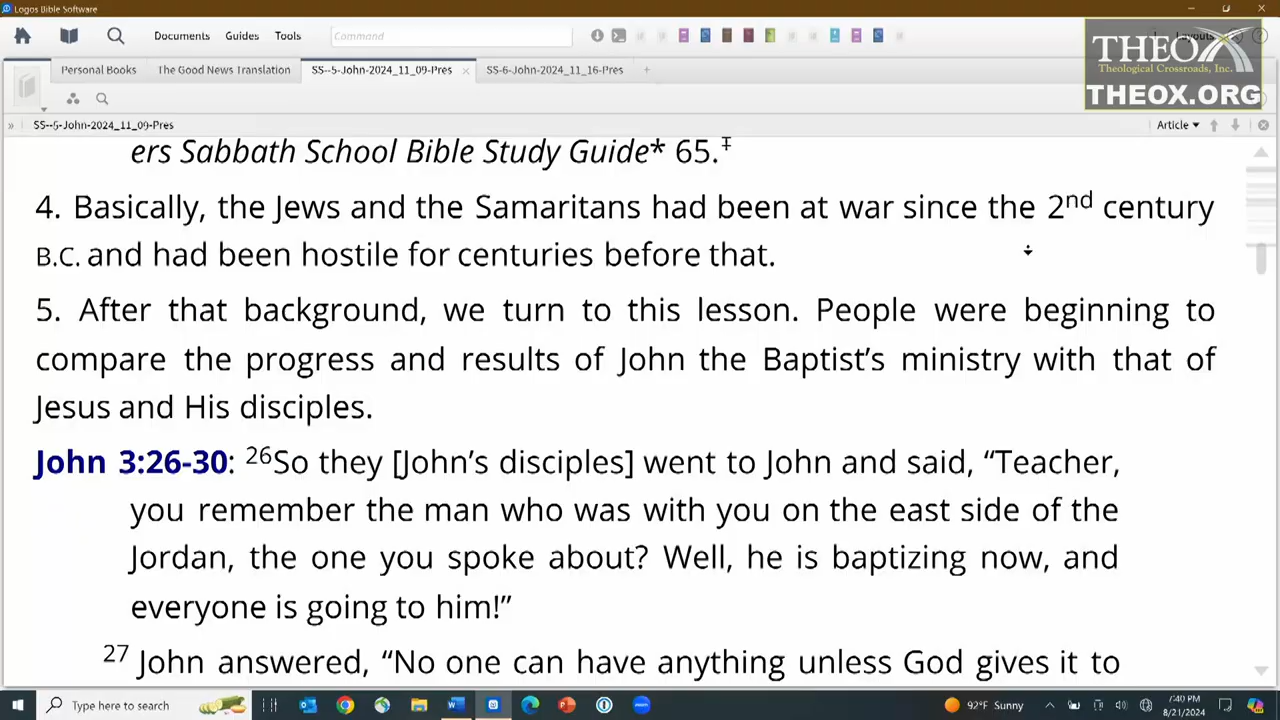 Logos Bible Software
Documents Guides Tools Command
THEOX
Theological Crossroads, Inc.
THEOX.ORG
Personal Books The Good News Translation SS--5-John-2024_11_09-Pres SS-6-John-2024_11_16-Pres
SS--5-John-2024_11_09-Pres Article
ers Sabbath School Bible Study Guide* 65.‡
4. Basically, the Jews and the Samaritans had been at war since the 2nd century
B.C. and had been hostile for centuries before that.
5. After that background, we turn to this lesson. People were beginning to
compare the progress and results of John the Baptist’s ministry with that of
Jesus and His disciples.
John 3:26-30: 26So they [John’s disciples] went to John and said, “Teacher,
you remember the man who was with you on the east side of the
Jordan, the one you spoke about? Well, he is baptizing now, and
everyone is going to him!”
27 John answered, “No one can have anything unless God gives it to
Type here to search 92°F Sunny 7:40 PM
8/21/2024